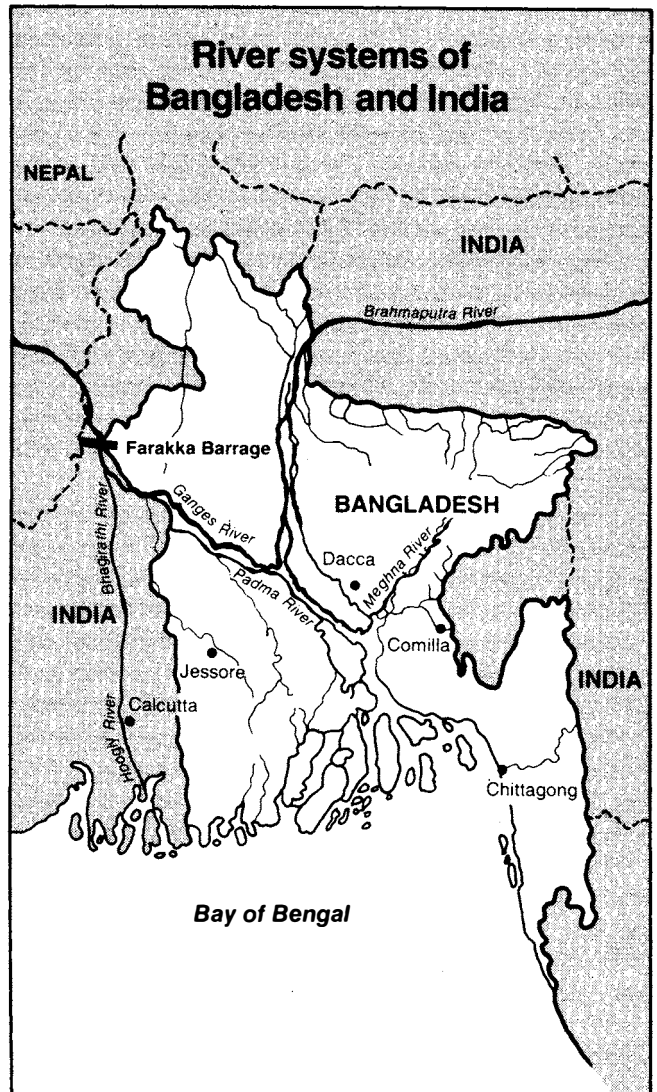 River systems of
Bangladesh and India
NEPAL
INDIA
Brahmaputra River
Farakka Barrage
Ganges River
BANGLADESH
Bhagirathi River
Dacca
Meghna River
Padma River
INDIA
Comilla
Jessore
INDIA
Calcutta
Hoogly River
Chittagong
Bay of Bengal